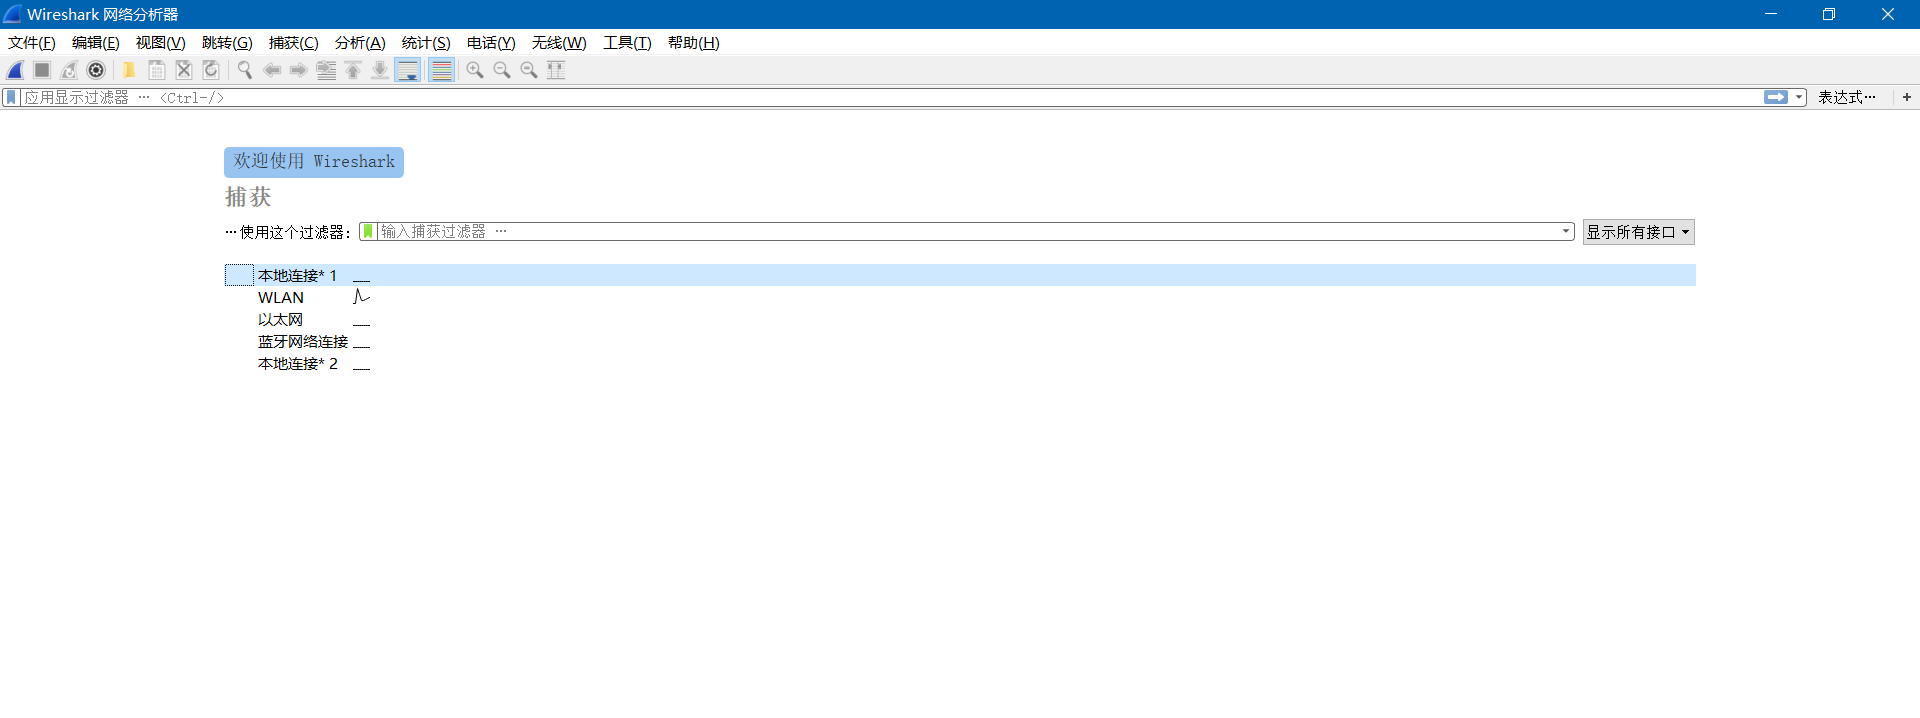 Wireshark 网络分析器
文件(F) 编辑(E) 视图(V) 跳转(G) 捕获(C) 分析(A) 统计(S) 电话(Y) 无线(W) 工具(T) 帮助(H)
应用显示过滤器 … <Ctrl-/> 表达式… +
欢迎使用 Wireshark
捕获
…使用这个过滤器: 输入捕获过滤器 … 显示所有接口
本地连接* 1
WLAN
以太网
蓝牙网络连接
本地连接* 2